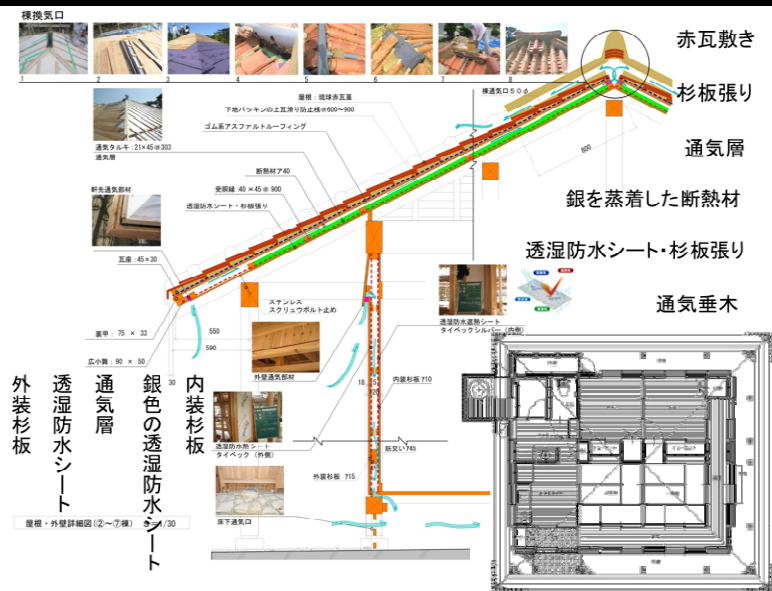 棟換気口
1 2 3 4 5 6 7 8
赤瓦敷き
杉板張り
通気層
銀を蒸着した断熱材
透湿防水シート・杉板張り
通気垂木
屋根：琉球赤瓦葺
下地パッキンの上瓦滑り防止桟@600～900
棟通気口50φ
ゴム系アスファルトルーフィング
通気タルキ：21×45@303
通気層
断熱材ア40
受胴縁：40×45@900
透湿防水シート・杉板張り
800
軒先通気部材
瓦座：45×30
ステンレス
スクリュウボルト止め
裏甲：75 × 33
広小舞：90 × 50
550
590
30
外壁通気部材
18
15
20
内装杉板 ｱ10
透湿防水遮熱シート
タイベックシルバー（内側）
透湿防水熱シート
タイベック（外側）
筋交いｱ45
外装杉板 ｱ15
床下通気口
外装杉板
透湿防水シート
通気層
銀色の透湿防水シート
内装杉板
屋根・外壁詳細図(②～⑦棟)
/30